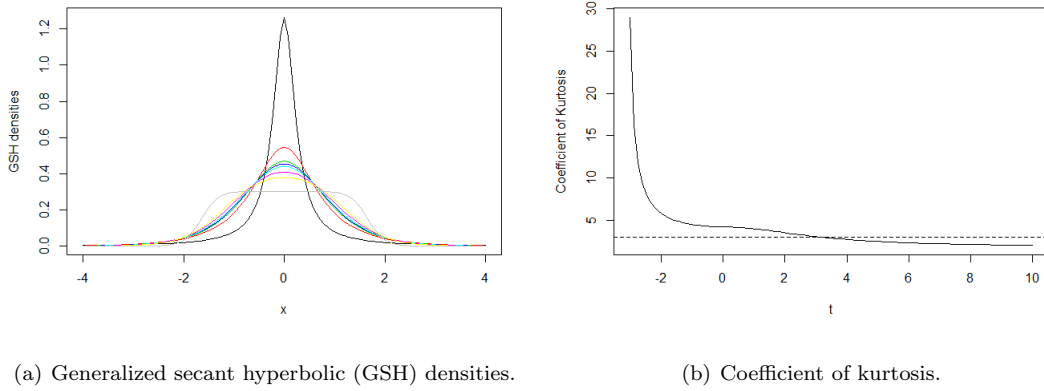 GSH densities
0.0 0.2 0.4 0.6 0.8 1.0 1.2
-4 -2 0 2 4
x
Coefficient of Kurtosis
5 10 15 20 25 30
-2 0 2 4 6 8 10
t
(a) Generalized secant hyperbolic (GSH) densities.
(b) Coefficient of kurtosis.